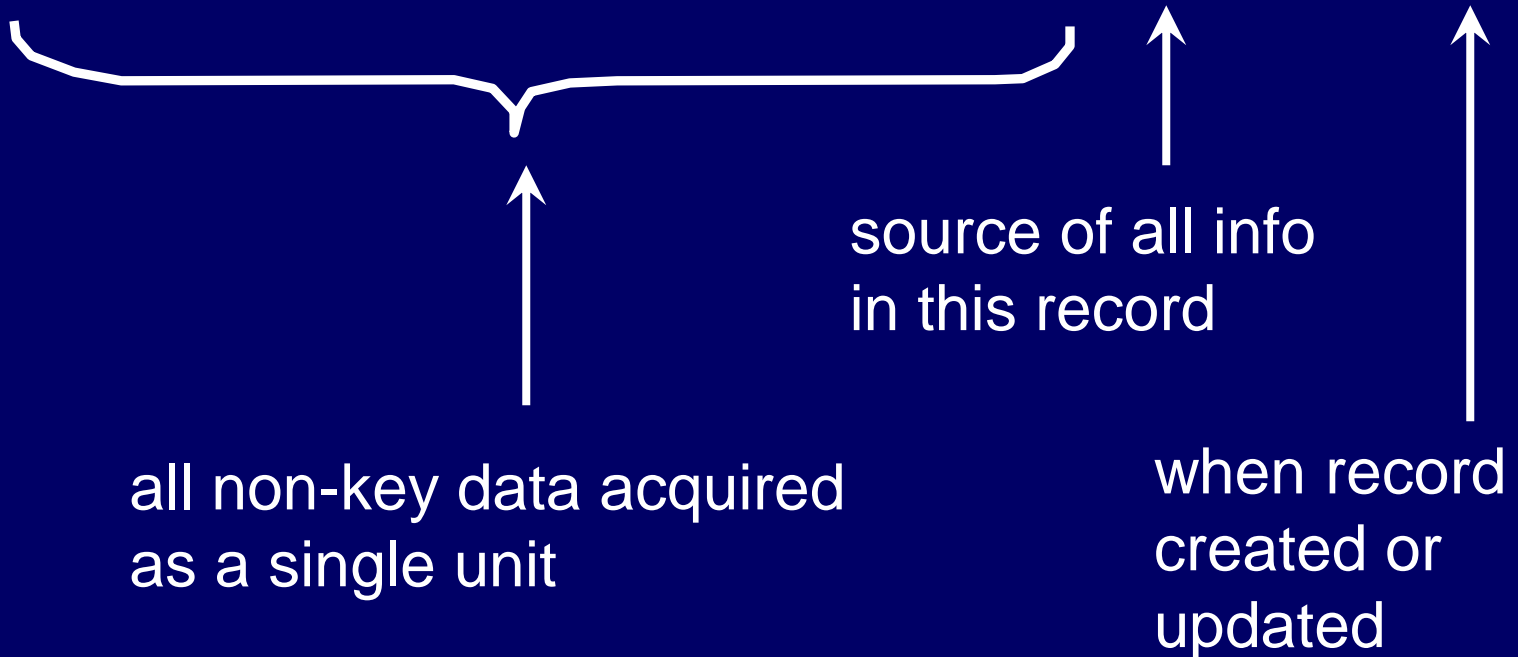 source of all info
in this record
all non-key data acquired
as a single unit
when record
created or
updated